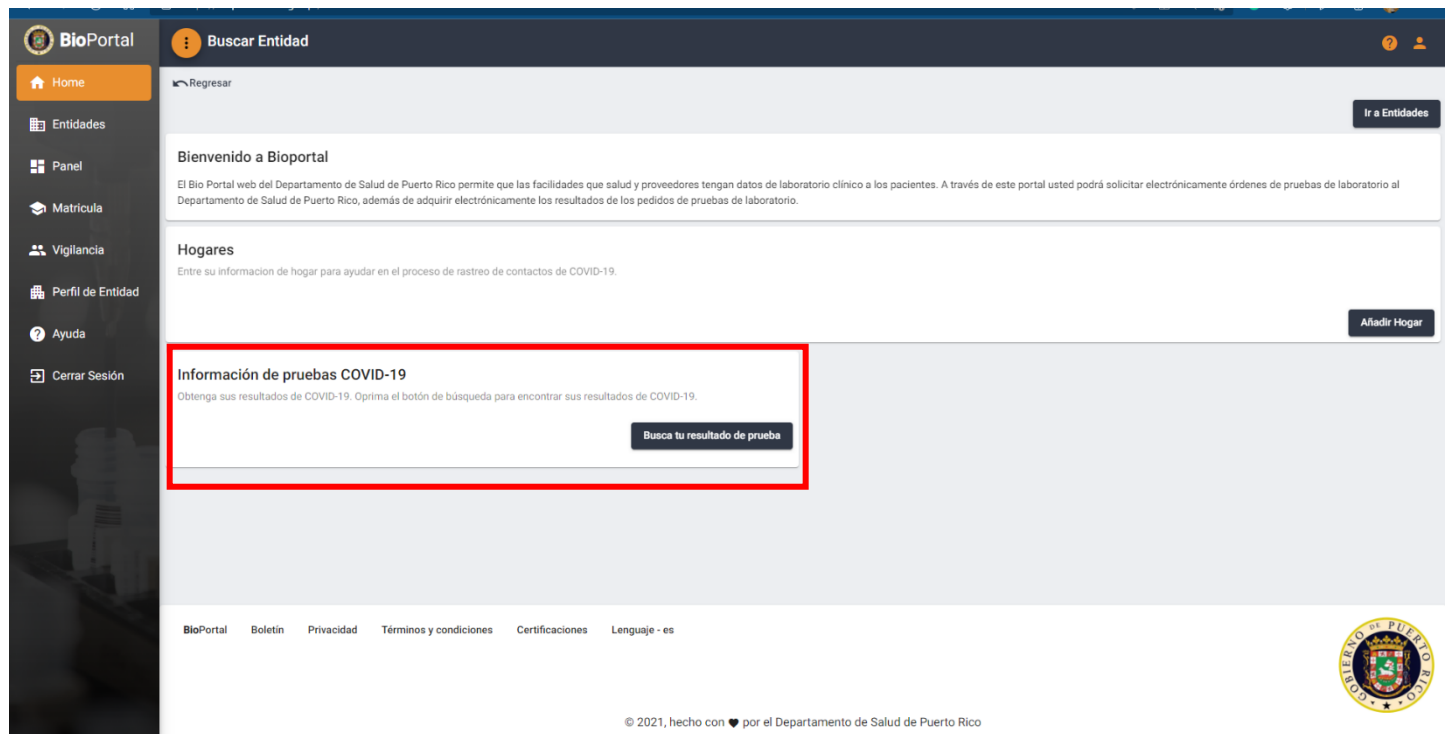 BioPortal
Buscar Entidad
Home
Entidades
Panel
Matricula
Vigilancia
Perfil de Entidad
Ayuda
Cerrar Sesión
Regresar
Ir a Entidades
Bienvenido a Bioportal
El Bio Portal web del Departamento de Salud de Puerto Rico permite que las facilidades que salud y proveedores tengan datos de laboratorio clínico a los pacientes. A través de este portal usted podrá solicitar electrónicamente órdenes de pruebas de laboratorio al
Departamento de Salud de Puerto Rico, además de adquirir electrónicamente los resultados de los pedidos de pruebas de laboratorio.
Hogares
Entre su informacion de hogar para ayudar en el proceso de rastreo de contactos de COVID-19.
Añadir Hogar
Información de pruebas COVID-19
Obtenga sus resultados de COVID-19. Oprima el botón de búsqueda para encontrar sus resultados de COVID-19.
Busca tu resultado de prueba
BioPortal Boletín Privacidad Términos y condiciones Certificaciones Lenguaje - es
GOBIERNO DE PUERTO RICO
© 2021, hecho con ♥ por el Departamento de Salud de Puerto Rico